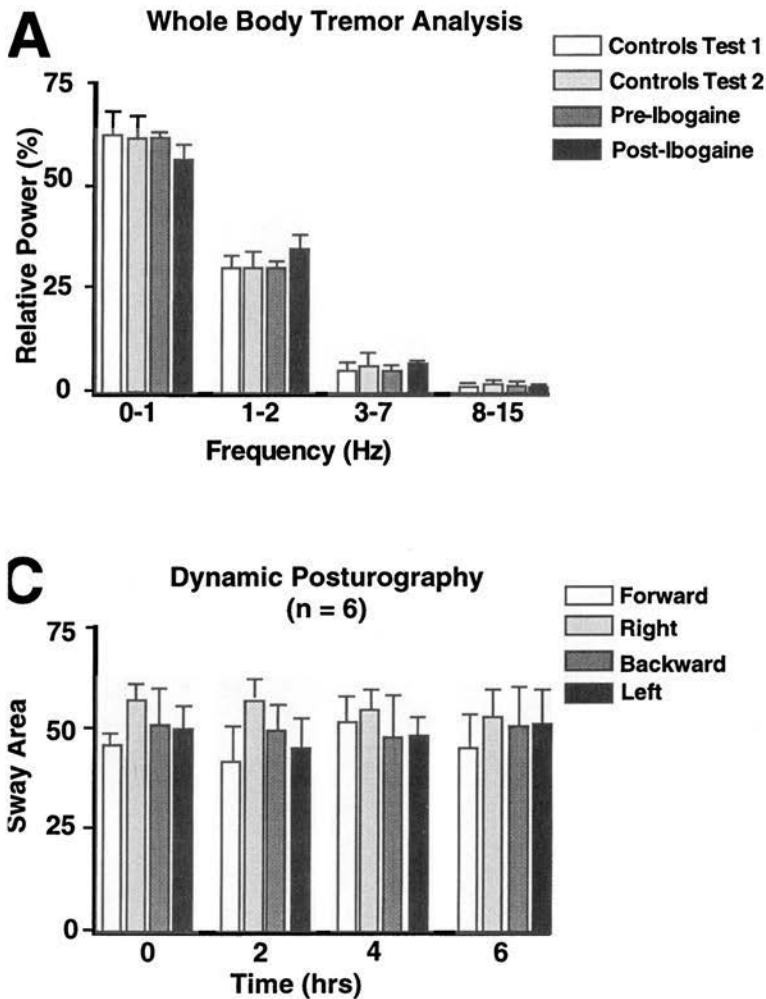 A
Whole Body Tremor Analysis
Controls Test 1
Controls Test 2
Pre-Ibogaine
Post-Ibogaine
Relative Power (%)
75
50
25
0
0-1 1-2 3-7 8-15
Frequency (Hz)
C
Dynamic Posturography
(n = 6)
Forward
Right
Backward
Left
Sway Area
75
50
25
0
0 2 4 6
Time (hrs)